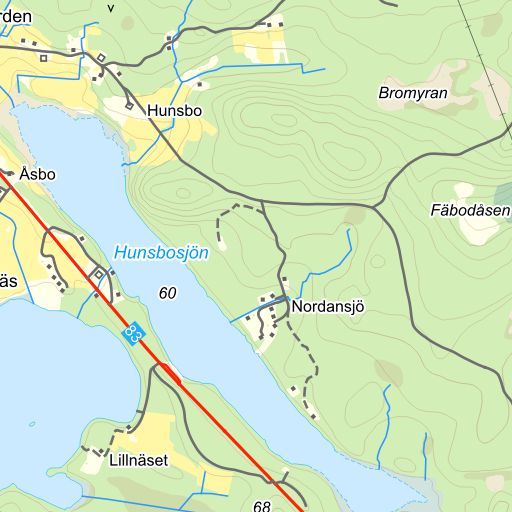 rden
Bromyran
Hunsbo
Åsbo
Fäbodåsen
Hunsbosjön
äs
60
Nordansjö
83
Lillnäset
68